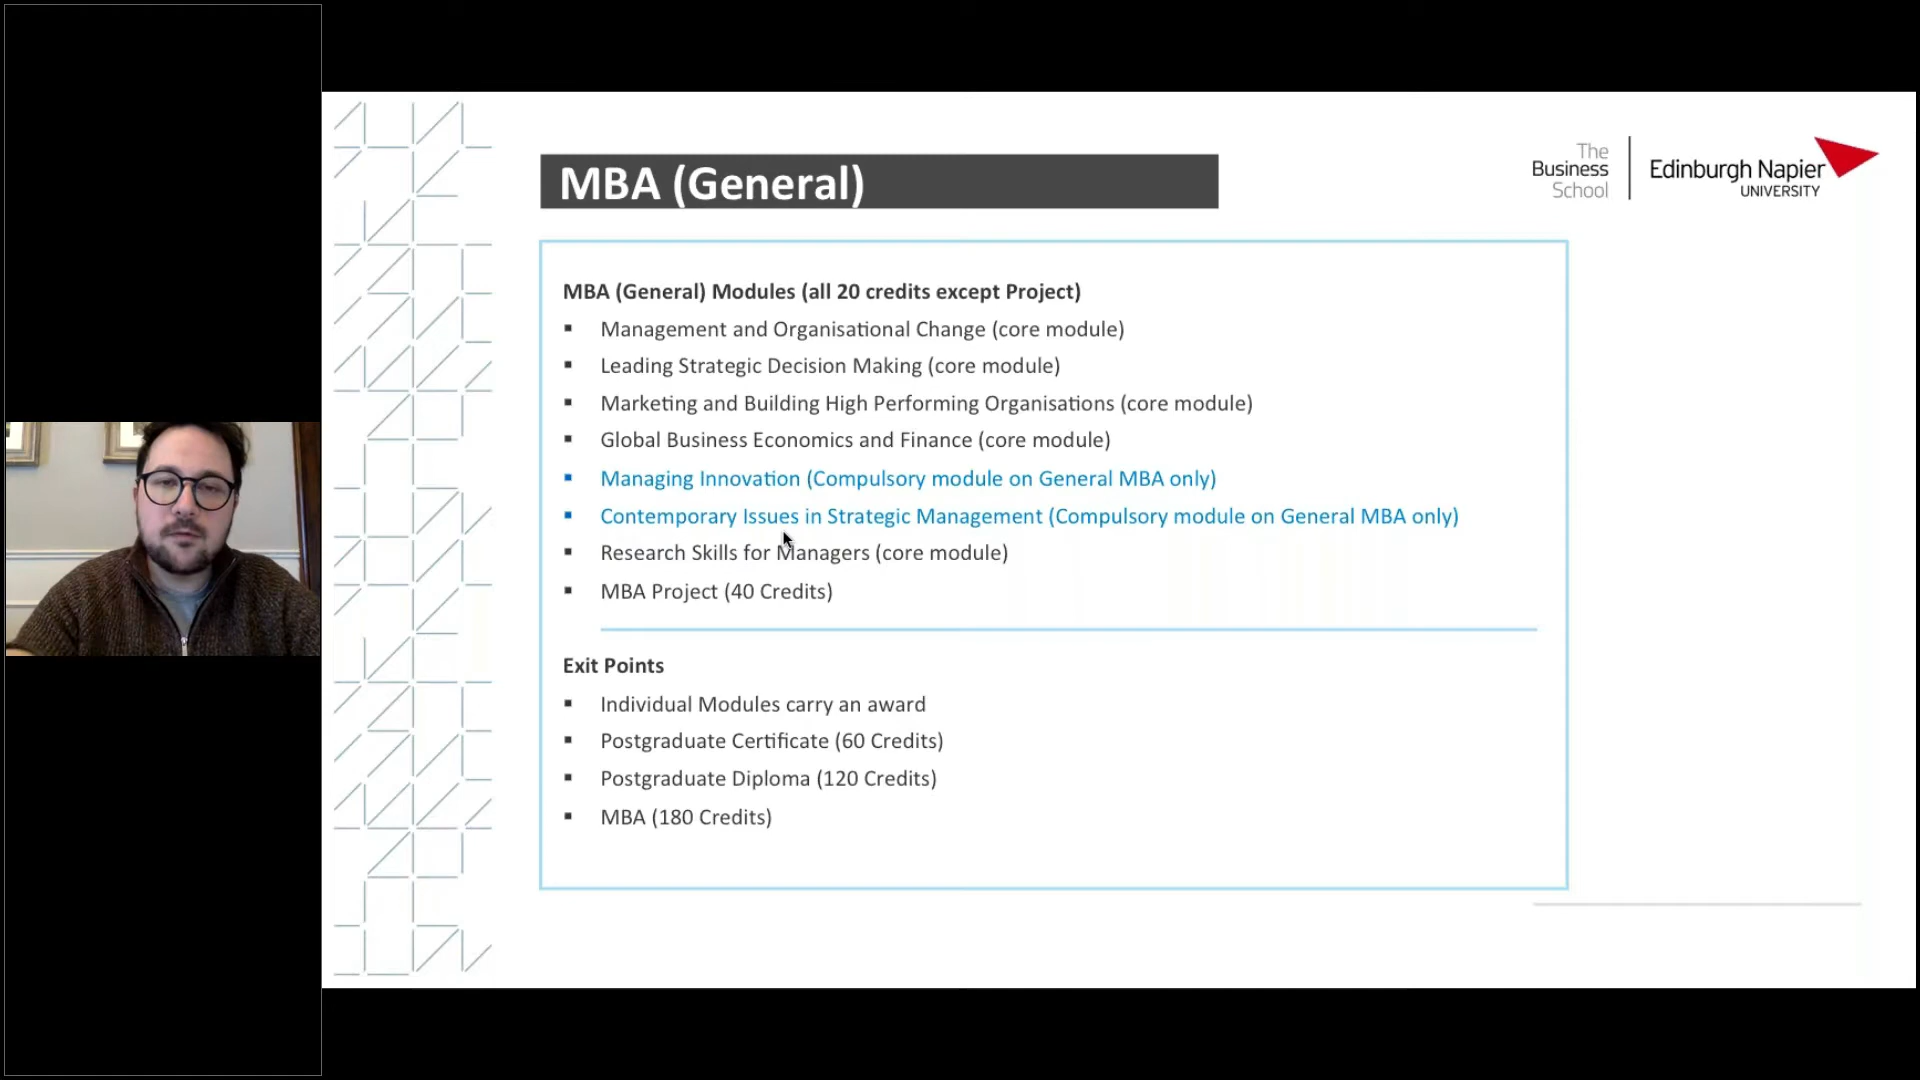 MBA (General)
The
Business
School
Edinburgh Napier
UNIVERSITY
MBA (General) Modules (all 20 credits except Project)
▪ Management and Organisational Change (core module)
▪ Leading Strategic Decision Making (core module)
▪ Marketing and Building High Performing Organisations (core module)
▪ Global Business Economics and Finance (core module)
▪ Managing Innovation (Compulsory module on General MBA only)
▪ Contemporary Issues in Strategic Management (Compulsory module on General MBA only)
▪ Research Skills for Managers (core module)
▪ MBA Project (40 Credits)
Exit Points
▪ Individual Modules carry an award
▪ Postgraduate Certificate (60 Credits)
▪ Postgraduate Diploma (120 Credits)
▪ MBA (180 Credits)